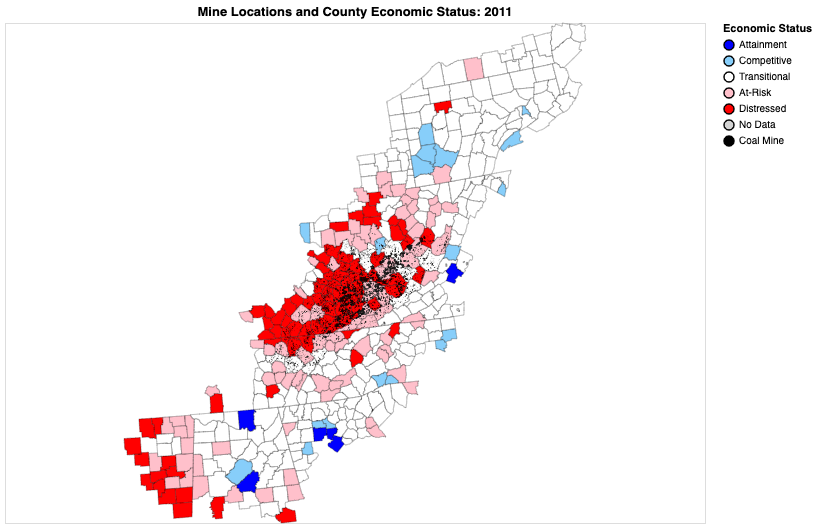 Mine Locations and County Economic Status: 2011
Economic Status
Attainment
Competitive
Transitional
At-Risk
Distressed
No Data
Coal Mine